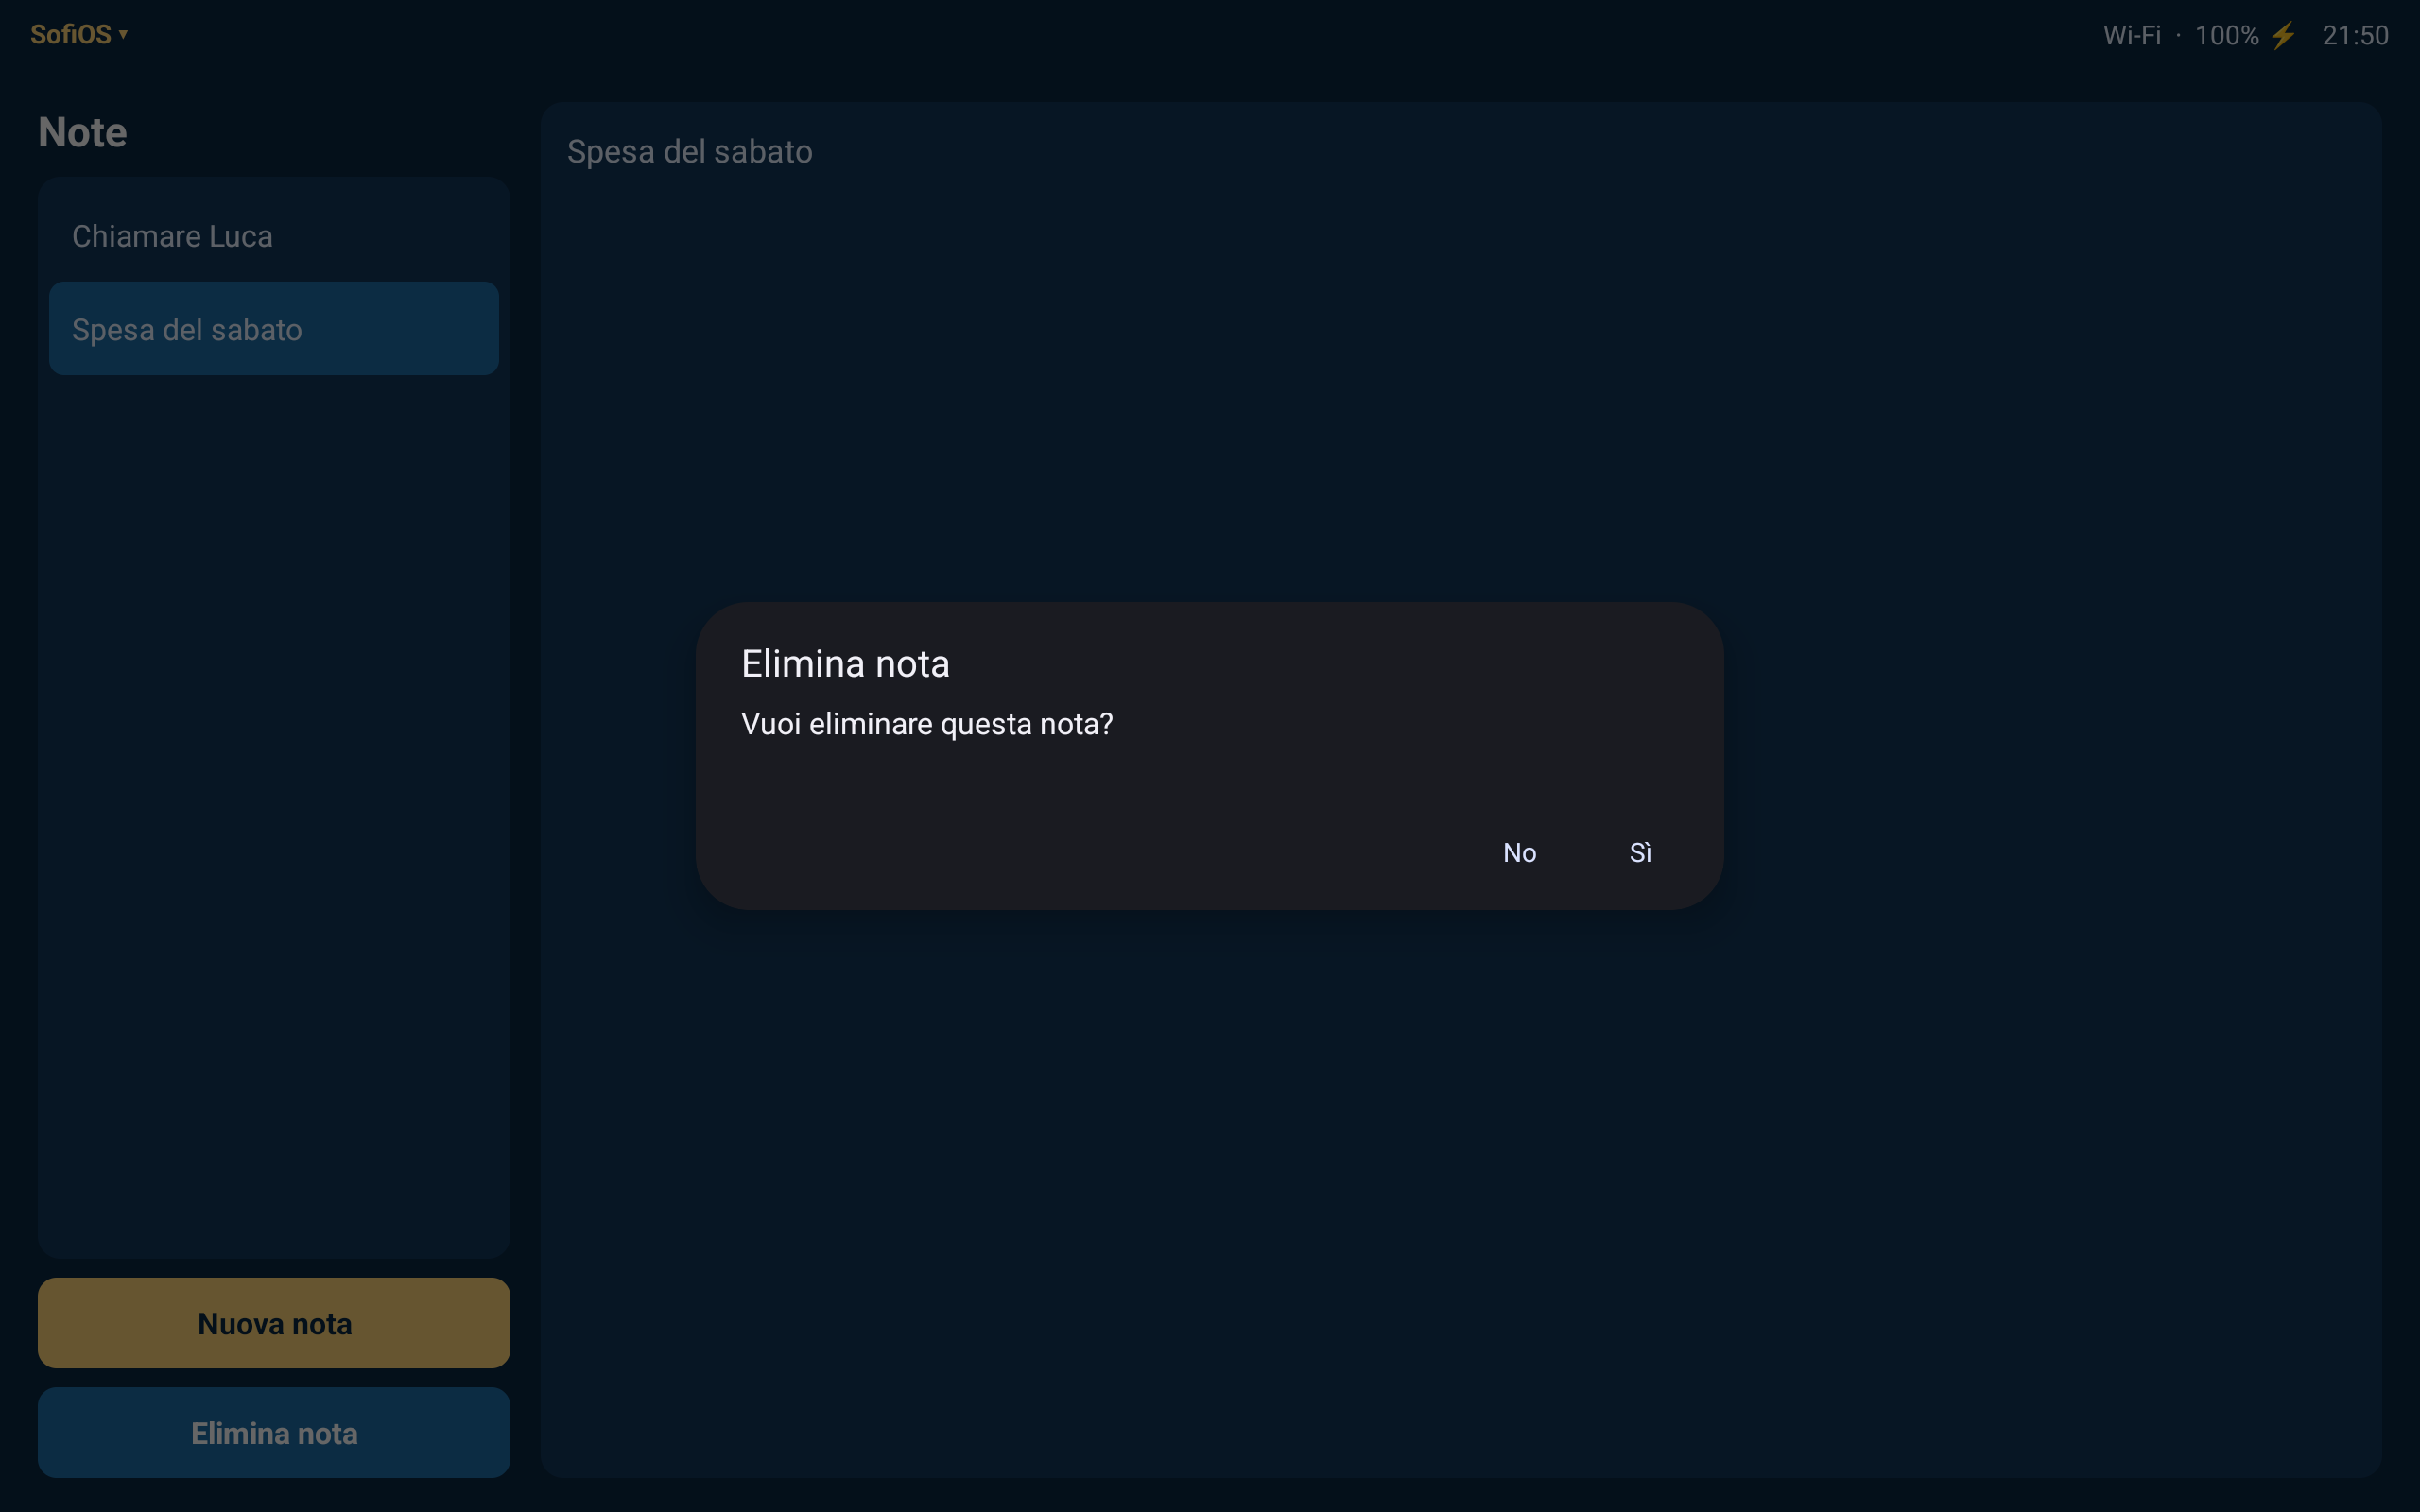 SofiOS ▾
Wi-Fi · 100% ⚡ 21:50
Note
Chiamare Luca
Spesa del sabato
Nuova nota
Elimina nota
Spesa del sabato
Elimina nota
Vuoi eliminare questa nota?
No
Sì